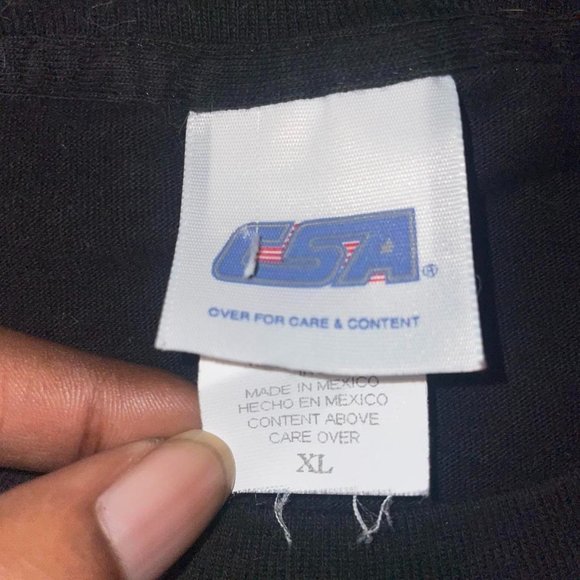 CSA®
OVER FOR CARE & CONTENT
MADE IN MEXICO
HECHO EN MEXICO
CONTENT ABOVE
CARE OVER
XL